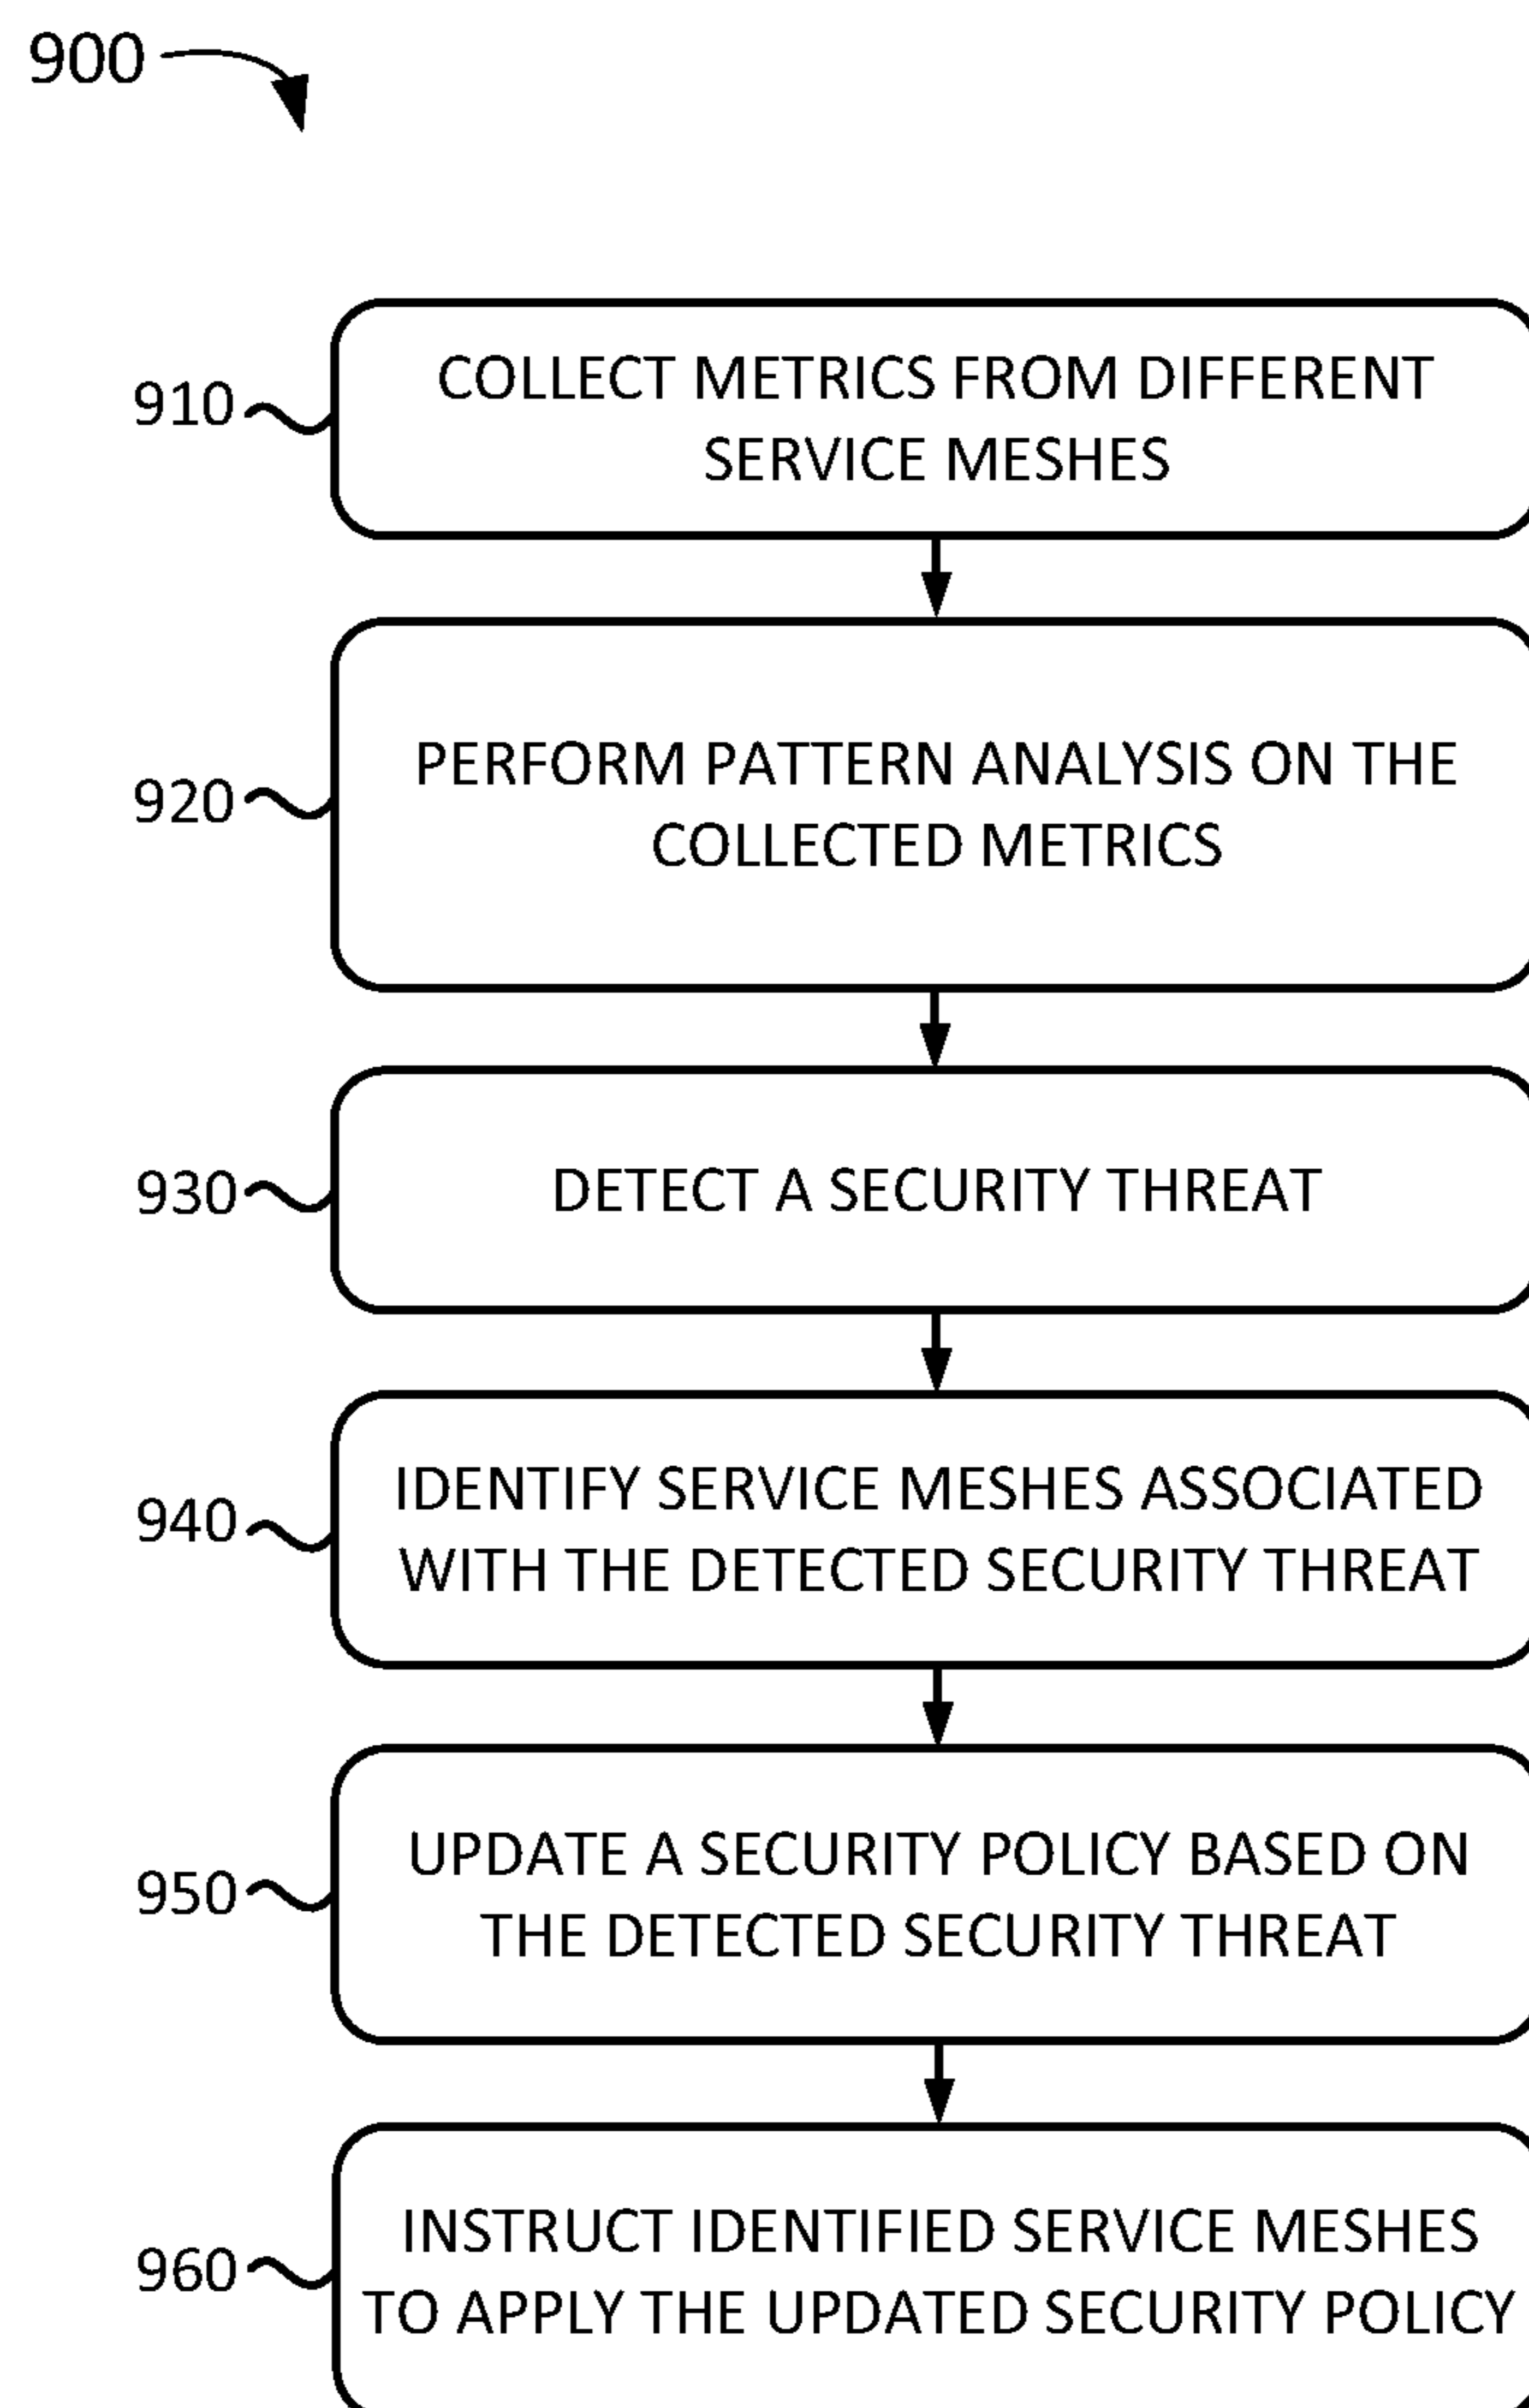 900
910
COLLECT METRICS FROM DIFFERENT
SERVICE MESHES
920
PERFORM PATTERN ANALYSIS ON THE
COLLECTED METRICS
930
DETECT A SECURITY THREAT
940
IDENTIFY SERVICE MESHES ASSOCIATED
WITH THE DETECTED SECURITY THREAT
950
UPDATE A SECURITY POLICY BASED ON
THE DETECTED SECURITY THREAT
960
INSTRUCT IDENTIFIED SERVICE MESHES
TO APPLY THE UPDATED SECURITY POLICY